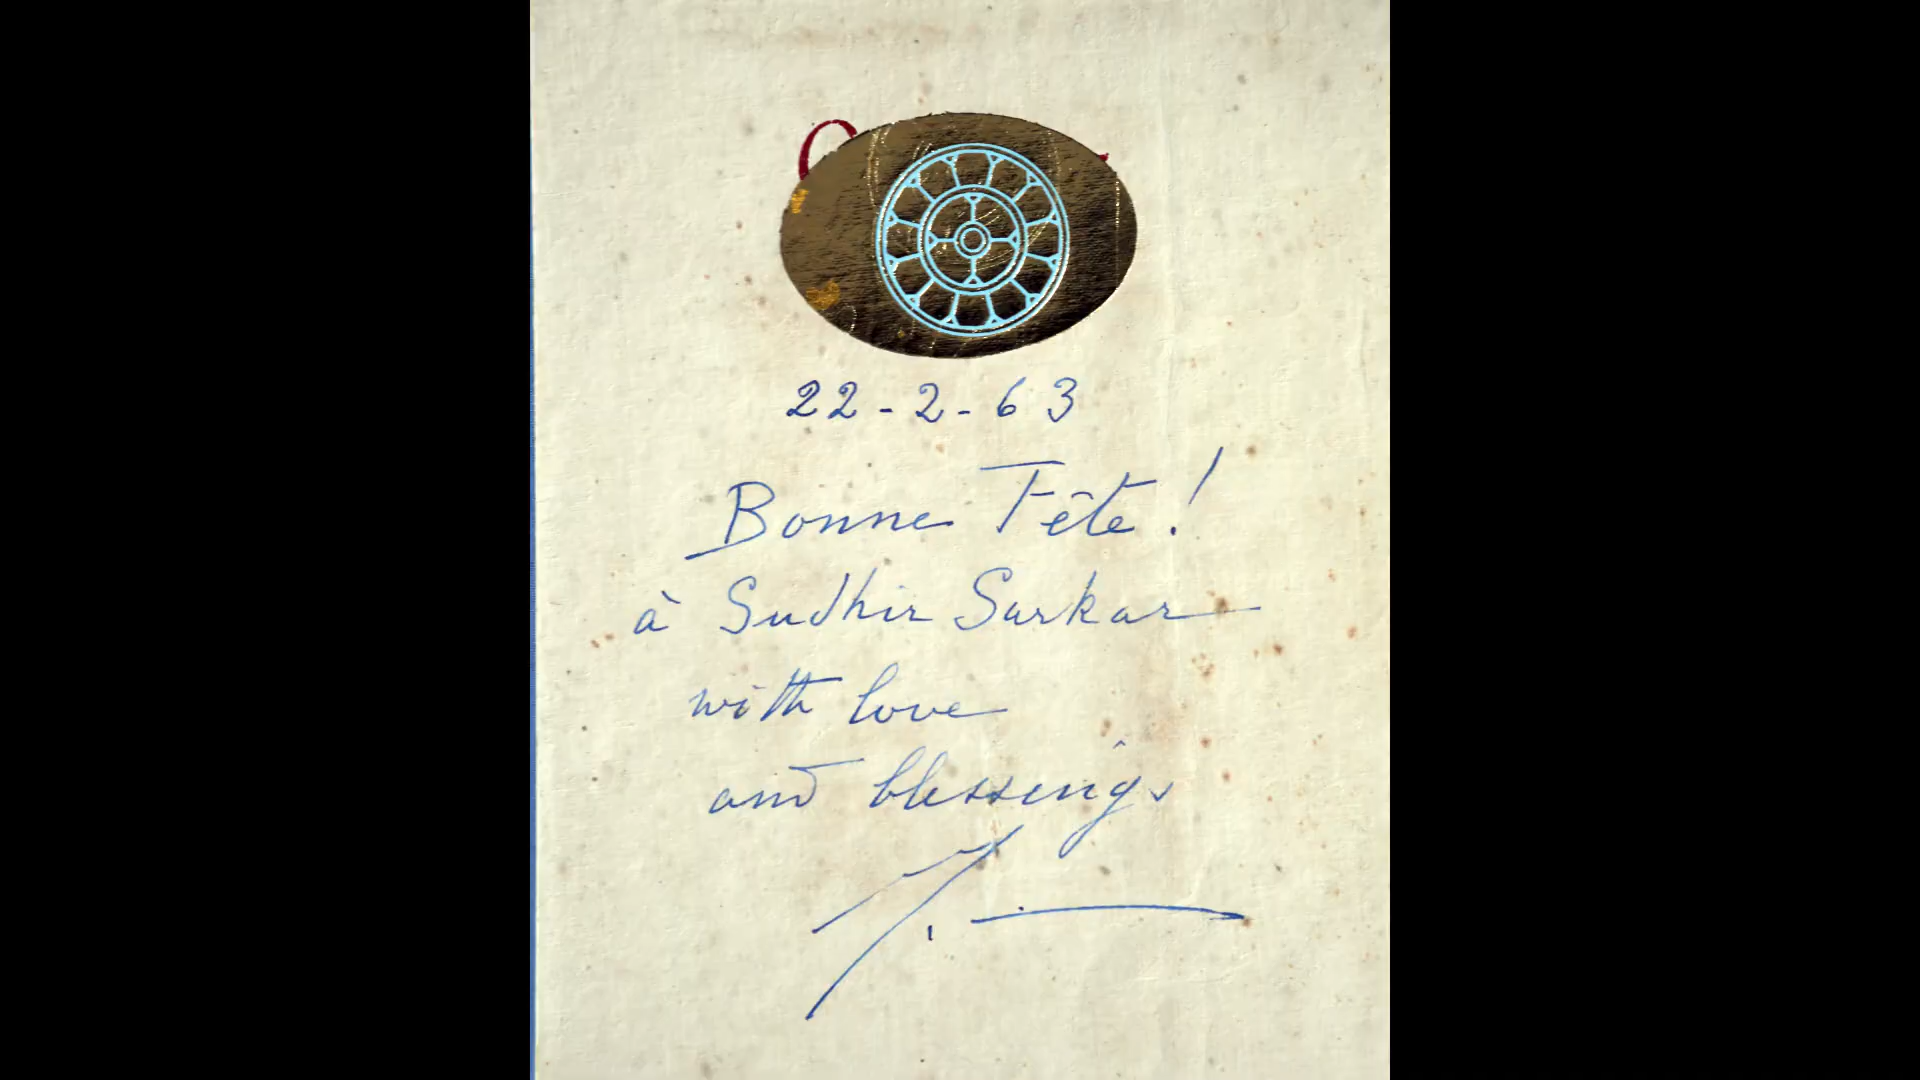 22-2-63
Bonne Fête!
à Sudhir Sarkar
with love
and blessings